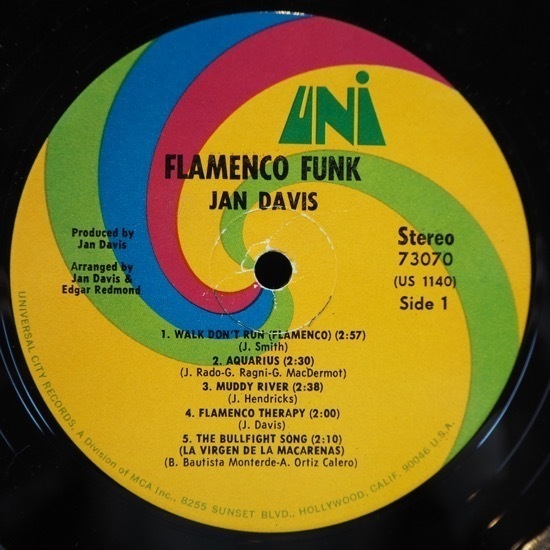 UNI
FLAMENCO FUNK
JAN DAVIS
Produced by
Jan Davis
Arranged by
Jan Davis &
Edgar Redmond
Stereo
73070
(US 1140)
Side 1
1. WALK DON'T RUN (FLAMENCO) (2:57)
(J. Smith)
2. AQUARIUS (2:30)
(J. Rado-G. Ragni-G. MacDermot)
3. MUDDY RIVER (2:38)
(J. Hendricks)
4. FLAMENCO THERAPY (2:00)
(J. Davis)
5. THE BULLFIGHT SONG (2:10)
(LA VIRGEN DE LA MACARENAS)
(B. Bautista Monterde-A. Ortiz Calero)
UNIVERSAL CITY RECORDS, A Division of MCA Inc., 8255 SUNSET BLVD., HOLLYWOOD, CALIF. 90046 U.S.A.